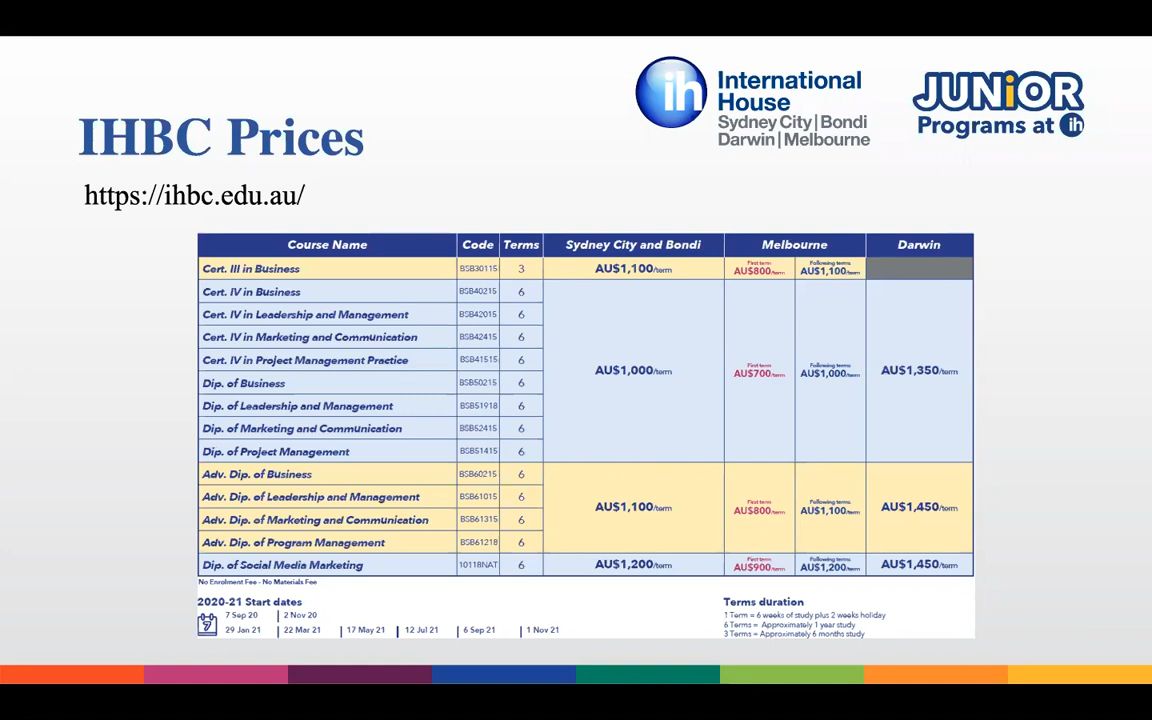 ih International House
Sydney City|Bondi
Darwin|Melbourne
JUNiOR
Programs at ih
IHBC Prices
https://ihbc.edu.au/
Course Name Code Terms Sydney City and Bondi Melbourne Darwin
Cert. III in Business BSB30115 3 AU$1,100/term First term AU$800/term Following terms AU$1,100/term
Cert. IV in Business BSB40215 6
Cert. IV in Leadership and Management BSB42015 6
Cert. IV in Marketing and Communication BSB42415 6
Cert. IV in Project Management Practice BSB41515 6
AU$1,000/term First term AU$700/term Following terms AU$1,000/term AU$1,350/term
Dip. of Business BSB50215 6
Dip. of Leadership and Management BSB51918 6
Dip. of Marketing and Communication BSB52415 6
Dip. of Project Management BSB51415 6
Adv. Dip. of Business BSB60215 6
Adv. Dip. of Leadership and Management BSB61015 6
AU$1,100/term First term AU$800/term Following terms AU$1,100/term AU$1,450/term
Adv. Dip. of Marketing and Communication BSB61315 6
Adv. Dip. of Program Management BSB61218 6
Dip. of Social Media Marketing 10118NAT 6 AU$1,200/term First term AU$900/term Following terms AU$1,200/term AU$1,450/term
No Enrolment Fee - No Materials Fee
2020-21 Start dates
7
7 Sep 20 2 Nov 20
29 Jan 21 22 Mar 21 17 May 21 12 Jul 21 6 Sep 21 1 Nov 21
Terms duration
1 Term = 6 weeks of study plus 2 weeks holiday
6 Terms = Approximately 1 year study
3 Terms = Approximately 6 months study